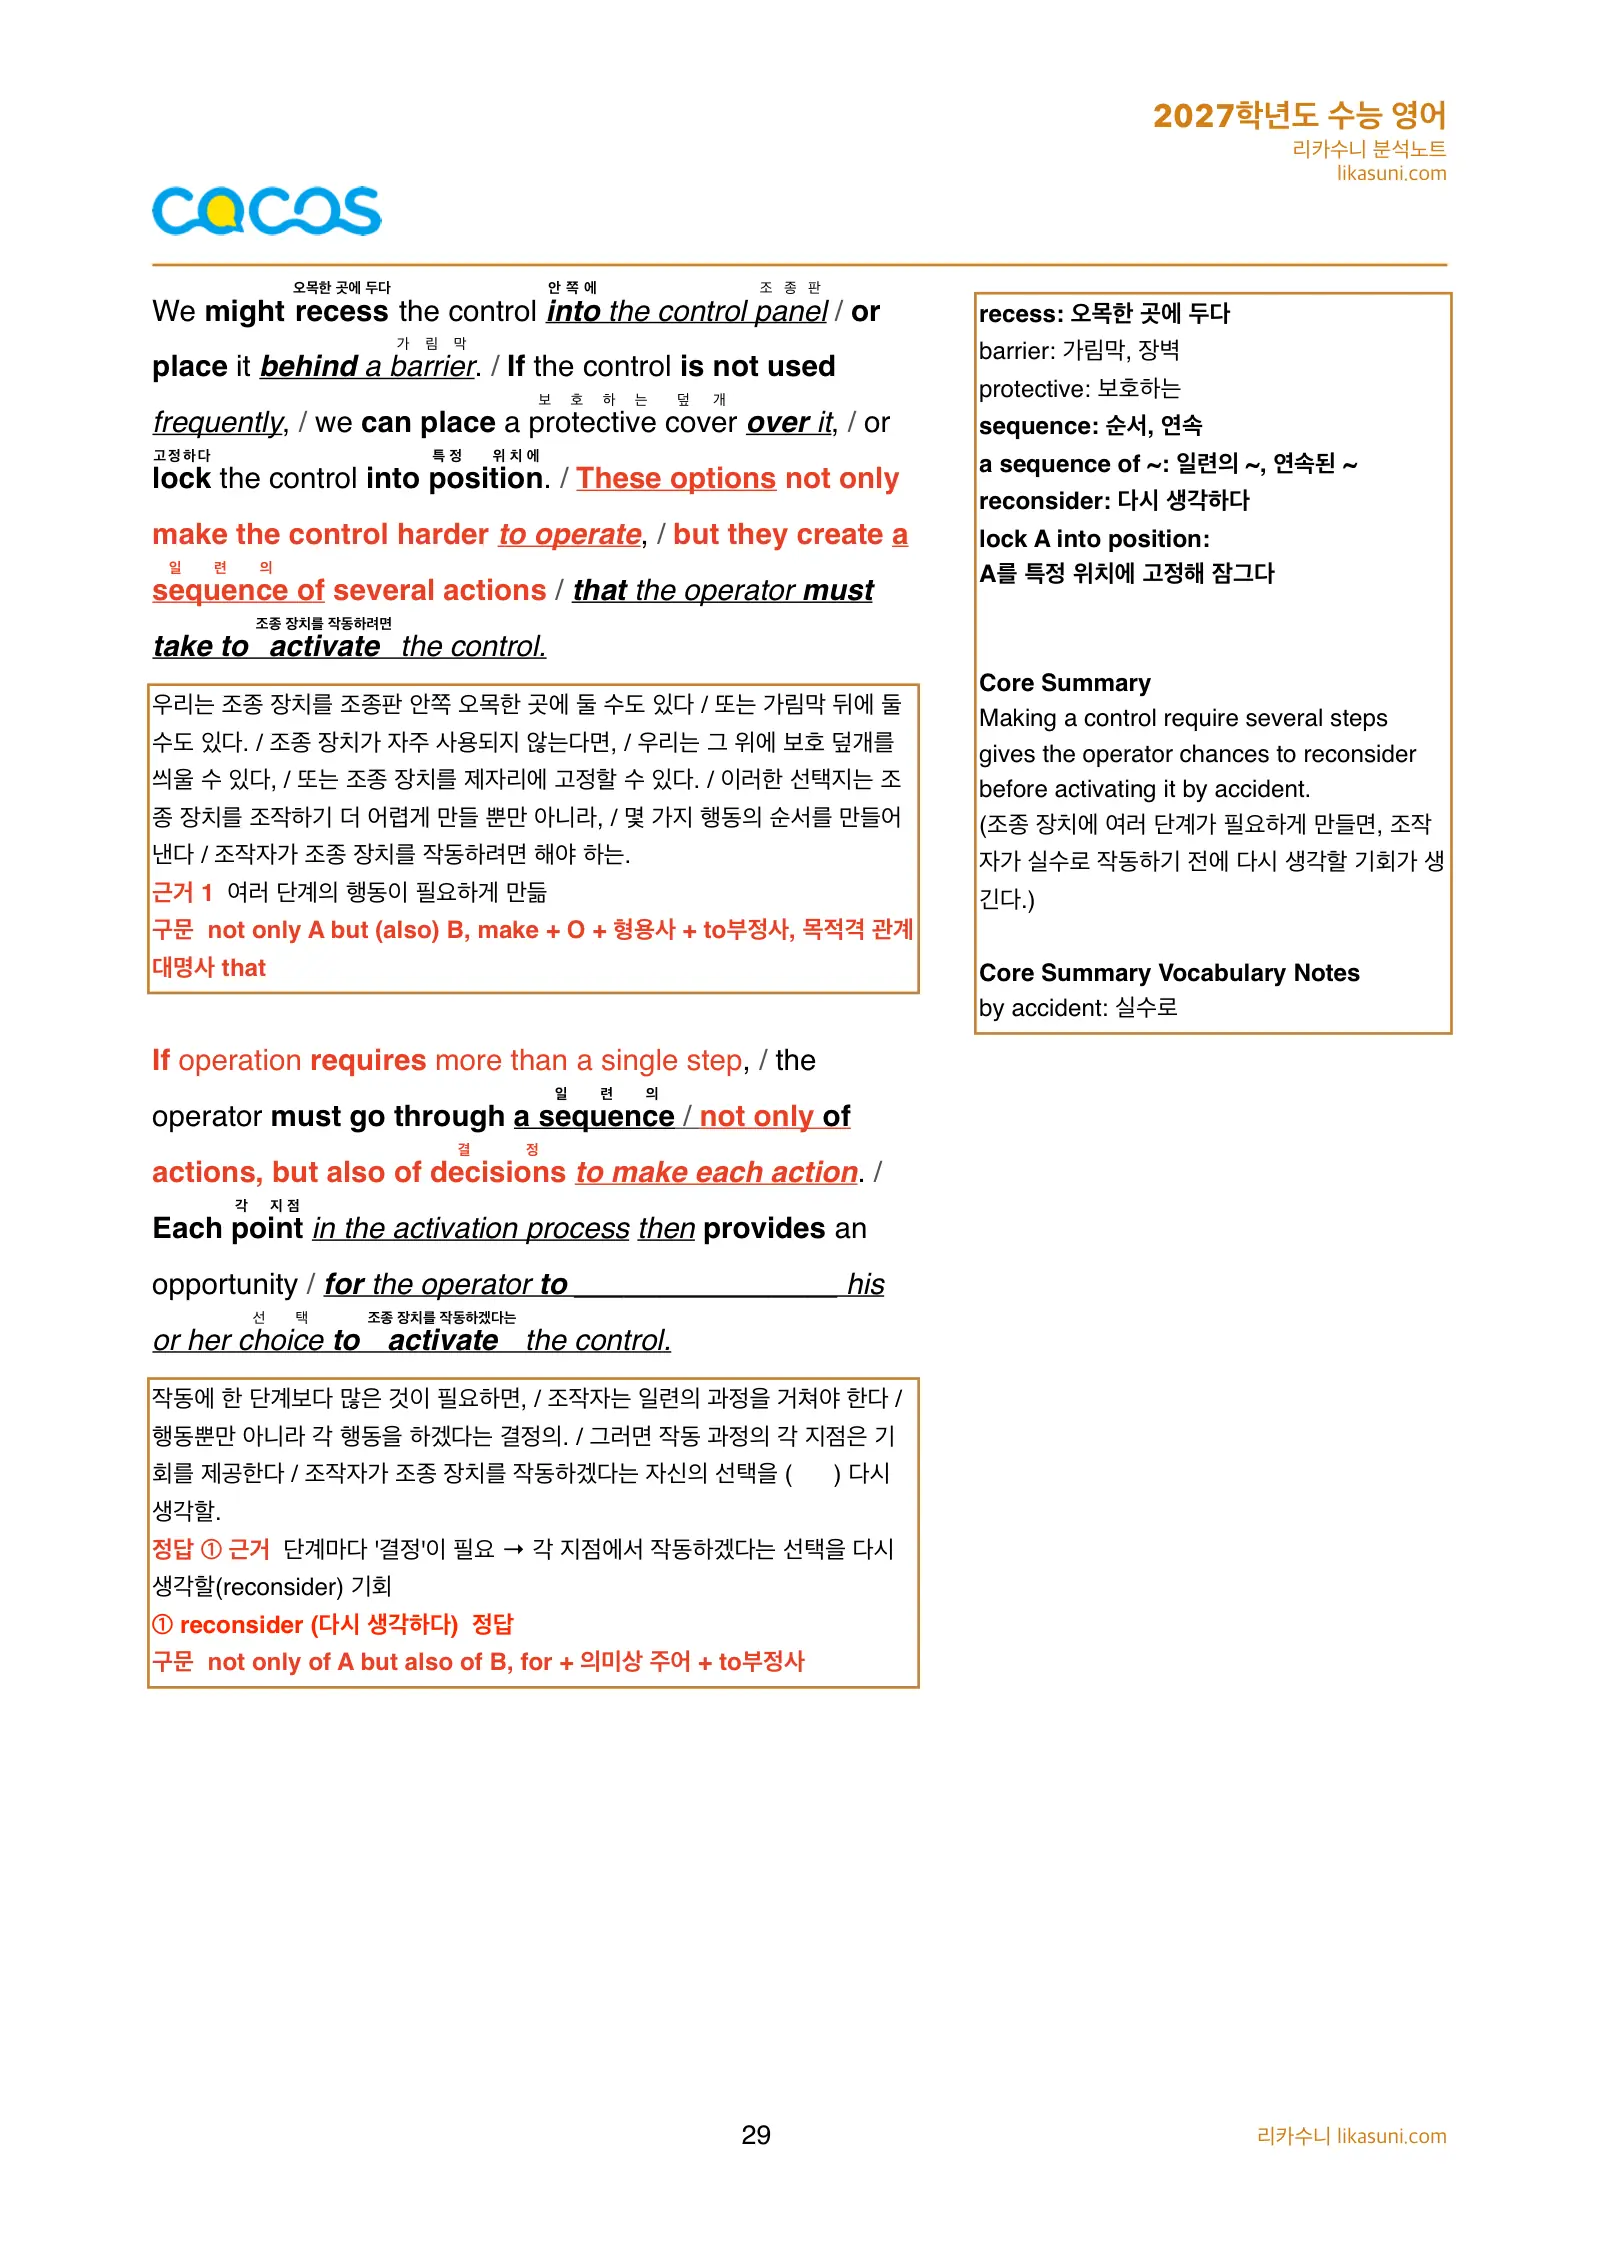 2027학년도 수능 영어
리카수니 분석노트
likasuni.com
cacos
오목한 곳에 두다 안쪽에 조종판
We might recess the control into the control panel / or
가림막
place it behind a barrier. / If the control is not used
보호하는 덮개
frequently, / we can place a protective cover over it, / or
고정하다 특정 위치에
lock the control into position. / These options not only
make the control harder to operate, / but they create a
일련의
sequence of several actions / that the operator must
조종 장치를 작동하려면
take to activate the control.
우리는 조종 장치를 조종판 안쪽 오목한 곳에 둘 수도 있다 / 또는 가림막 뒤에 둘
수도 있다. / 조종 장치가 자주 사용되지 않는다면, / 우리는 그 위에 보호 덮개를
씌울 수 있다, / 또는 조종 장치를 제자리에 고정할 수 있다. / 이러한 선택지는 조
종 장치를 조작하기 더 어렵게 만들 뿐만 아니라, / 몇 가지 행동의 순서를 만들어
낸다 / 조작자가 조종 장치를 작동하려면 해야 하는.
근거 1 여러 단계의 행동이 필요하게 만듦
구문 not only A but (also) B, make + O + 형용사 + to부정사, 목적격 관계
대명사 that
If operation requires more than a single step, / the
일련의
operator must go through a sequence / not only of
결정
actions, but also of decisions to make each action. /
각 지점
Each point in the activation process then provides an
opportunity / for the operator to ________________ his
선택 조종 장치를 작동하겠다는
or her choice to activate the control.
작동에 한 단계보다 많은 것이 필요하면, / 조작자는 일련의 과정을 거쳐야 한다 /
행동뿐만 아니라 각 행동을 하겠다는 결정의. / 그러면 작동 과정의 각 지점은 기
회를 제공한다 / 조작자가 조종 장치를 작동하겠다는 자신의 선택을 (      ) 다시
생각할.
정답 ① 근거 단계마다 '결정'이 필요 → 각 지점에서 작동하겠다는 선택을 다시
생각할(reconsider) 기회
① reconsider (다시 생각하다) 정답
구문 not only of A but also of B, for + 의미상 주어 + to부정사
recess: 오목한 곳에 두다
barrier: 가림막, 장벽
protective: 보호하는
sequence: 순서, 연속
a sequence of ~: 일련의 ~, 연속된 ~
reconsider: 다시 생각하다
lock A into position:
A를 특정 위치에 고정해 잠그다
Core Summary
Making a control require several steps
gives the operator chances to reconsider
before activating it by accident.
(조종 장치에 여러 단계가 필요하게 만들면, 조작
자가 실수로 작동하기 전에 다시 생각할 기회가 생
긴다.)
Core Summary Vocabulary Notes
by accident: 실수로
29
리카수니 likasuni.com